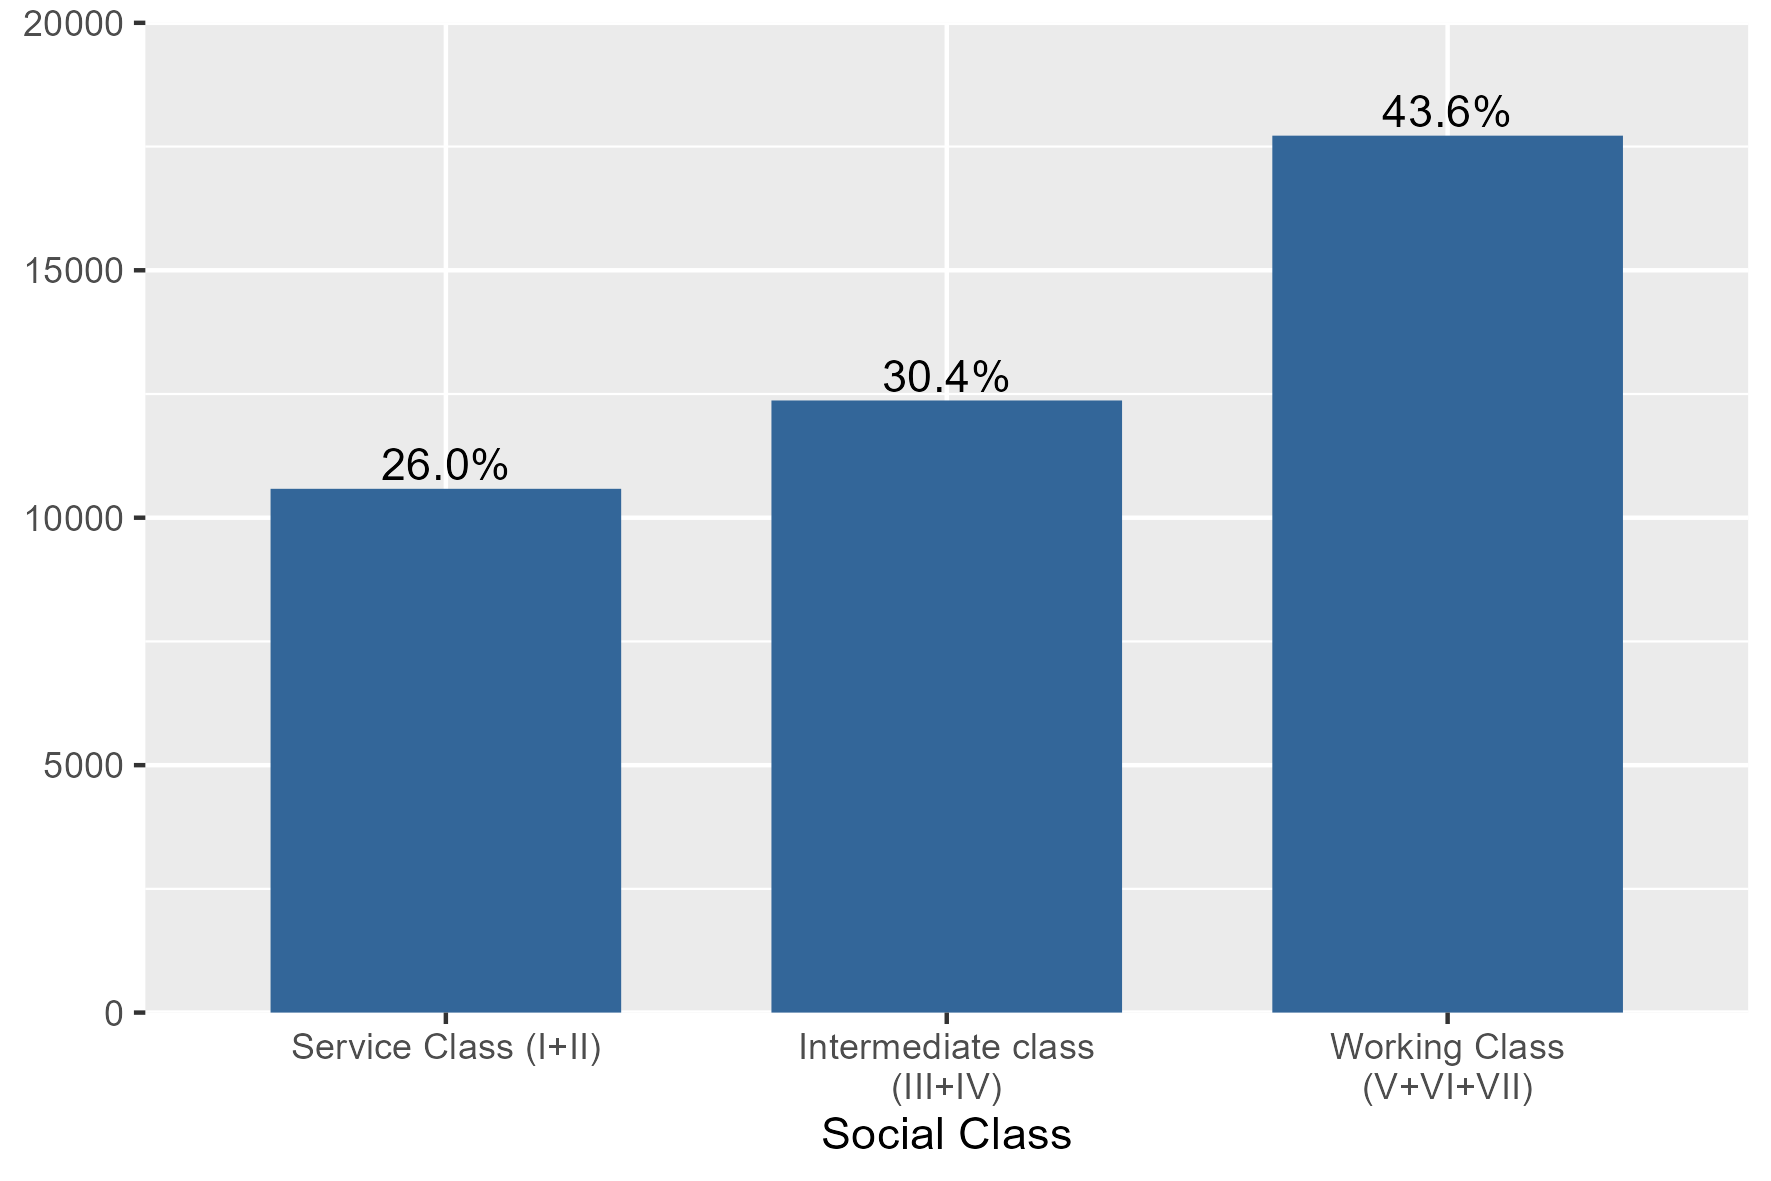 20000
15000
10000
5000
0
26.0%
30.4%
43.6%
Service Class (I+II)
Intermediate class
(III+IV)
Working Class
(V+VI+VII)
Social Class